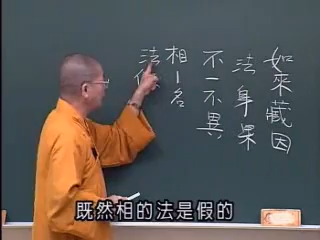 如來藏因
法身果
不一不異
相|名
法
既然相的法是假的